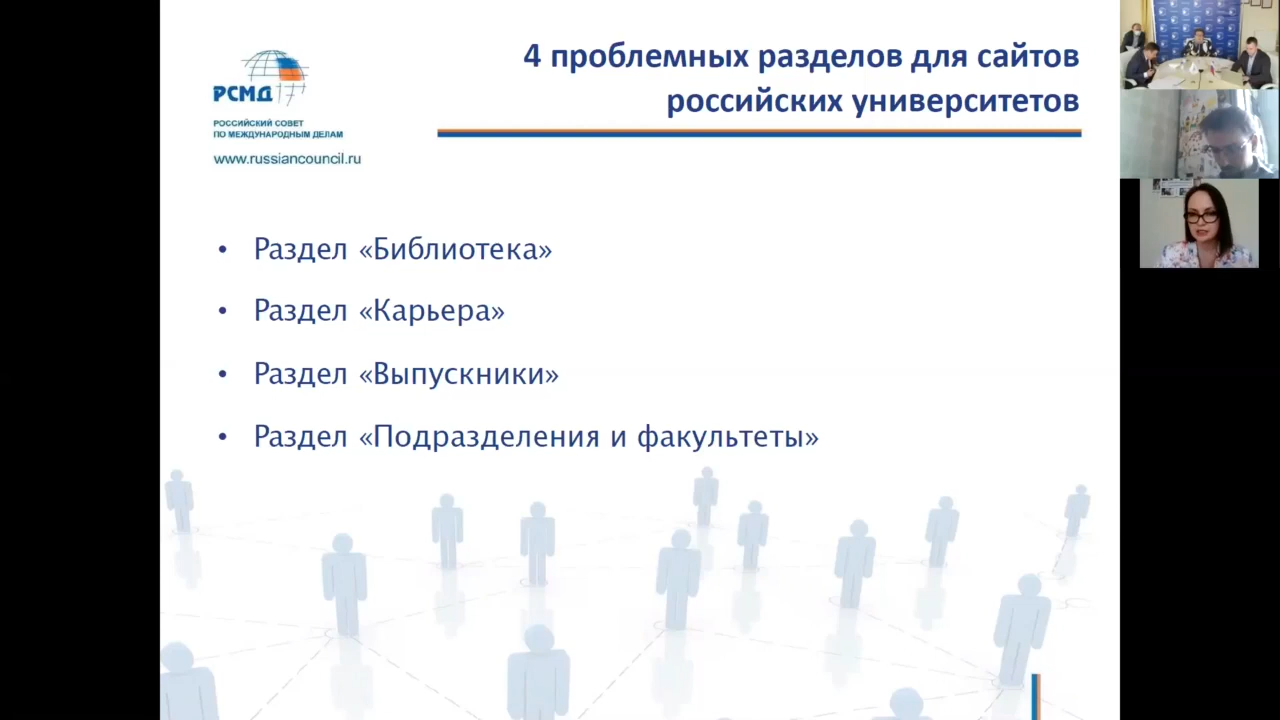 4 проблемных разделов для сайтов
российских университетов
РСМД
РОССИЙСКИЙ СОВЕТ
ПО МЕЖДУНАРОДНЫМ ДЕЛАМ
www.russiancouncil.ru
• Раздел «Библиотека»
• Раздел «Карьера»
• Раздел «Выпускники»
• Раздел «Подразделения и факультеты»